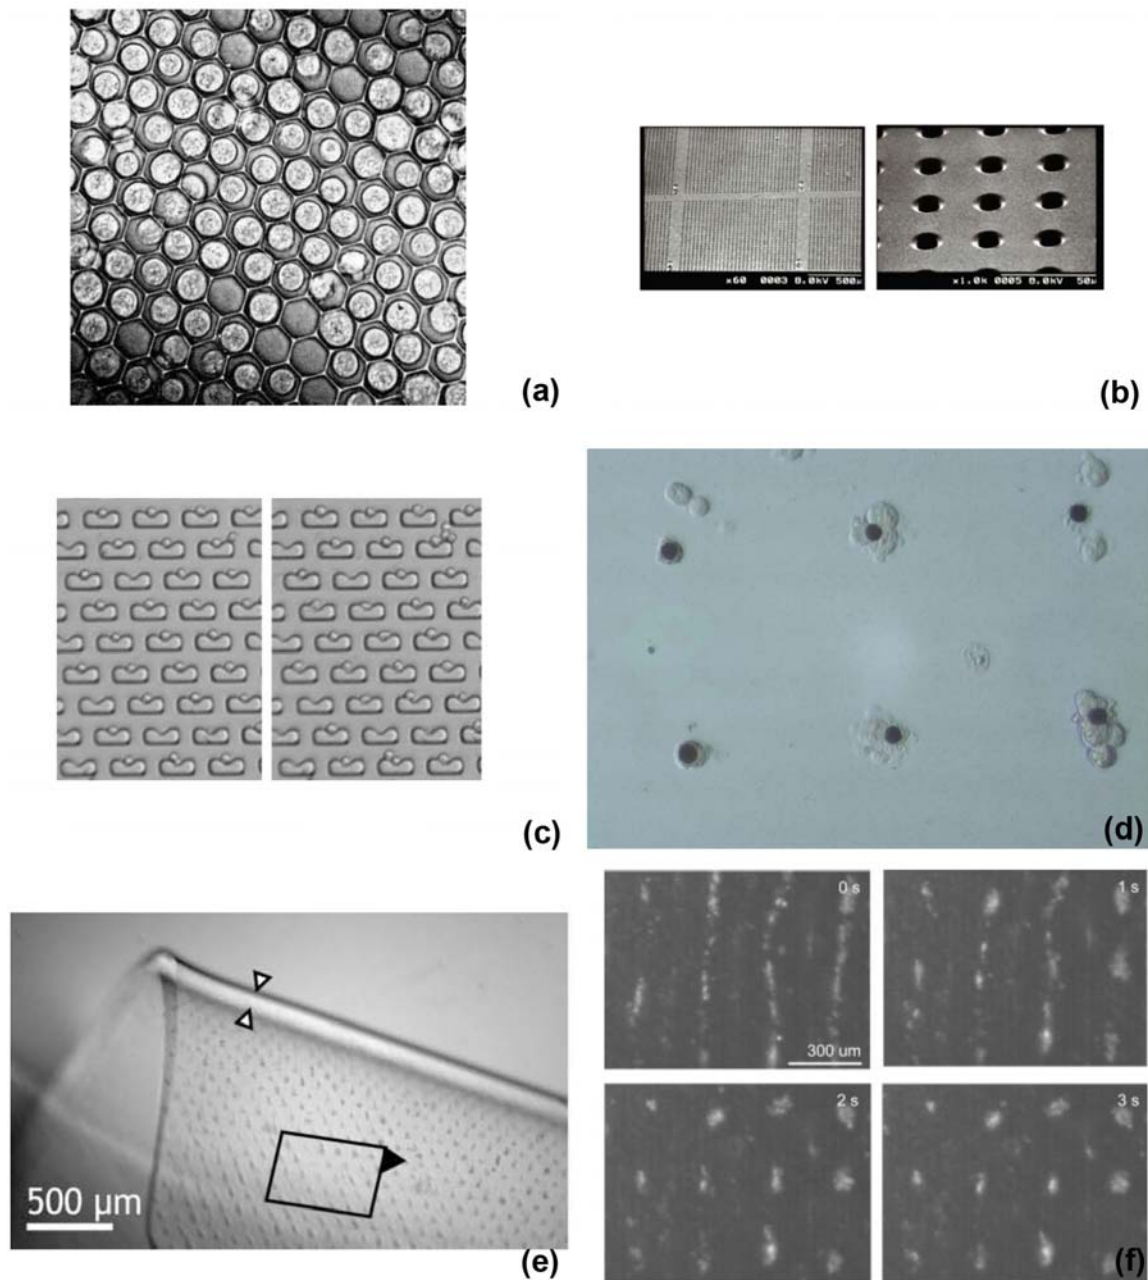 (a)
x60 0003 8.0kV 500μ
x1.0k 0005 8.0kV 50μ
(b)
(c)
(d)
500 μm
(e)
0 s
300 um
1 s
2 s
3 s
(f)